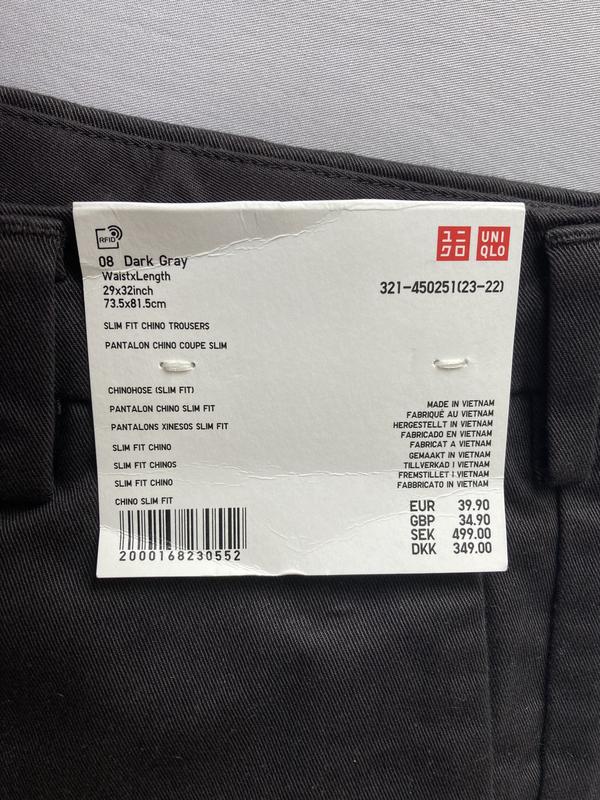 RFID
ユニ
クロ
UNI
QLO
08 Dark Gray
WaistxLength
29x32inch
73.5x81.5cm
321-450251(23-22)
SLIM FIT CHINO TROUSERS
PANTALON CHINO COUPE SLIM
CHINOHOSE (SLIM FIT)
PANTALON CHINO SLIM FIT
PANTALONS XINESOS SLIM FIT
SLIM FIT CHINO
SLIM FIT CHINOS
SLIM FIT CHINO
CHINO SLIM FIT
MADE IN VIETNAM
FABRIQUÉ AU VIETNAM
HERGESTELLT IN VIETNAM
FABRICADO EN VIETNAM
FABRICAT A VIETNAM
GEMAAKT IN VIETNAM
TILLVERKAD I VIETNAM
FREMSTILLET I VIETNAM
FABBRICATO IN VIETNAM
EUR 39.90
GBP 34.90
SEK 499.00
DKK 349.00
2000168230552